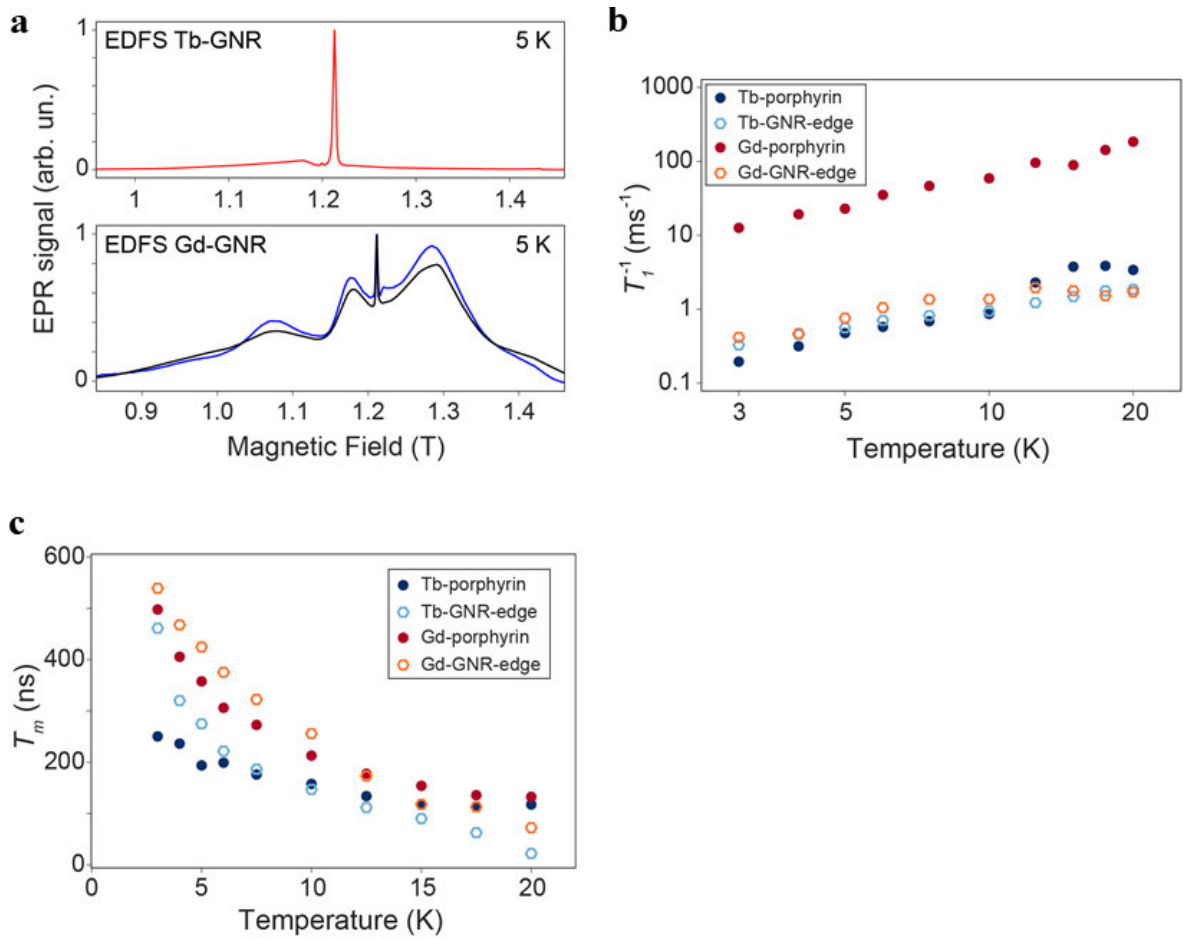 a
EDFS Tb-GNR 5 K
1
0
1 1.1 1.2 1.3 1.4
EDFS Gd-GNR 5 K
1
0
0.9 1.0 1.1 1.2 1.3 1.4
Magnetic Field (T)
EPR signal (arb. un.)
b
1000
100
10
1
0.1
Tb-porphyrin
Tb-GNR-edge
Gd-porphyrin
Gd-GNR-edge
T₁⁻¹ (ms⁻¹)
3 5 10 20
Temperature (K)
c
600
400
200
0
Tb-porphyrin
Tb-GNR-edge
Gd-porphyrin
Gd-GNR-edge
Tₘ (ns)
0 5 10 15 20
Temperature (K)